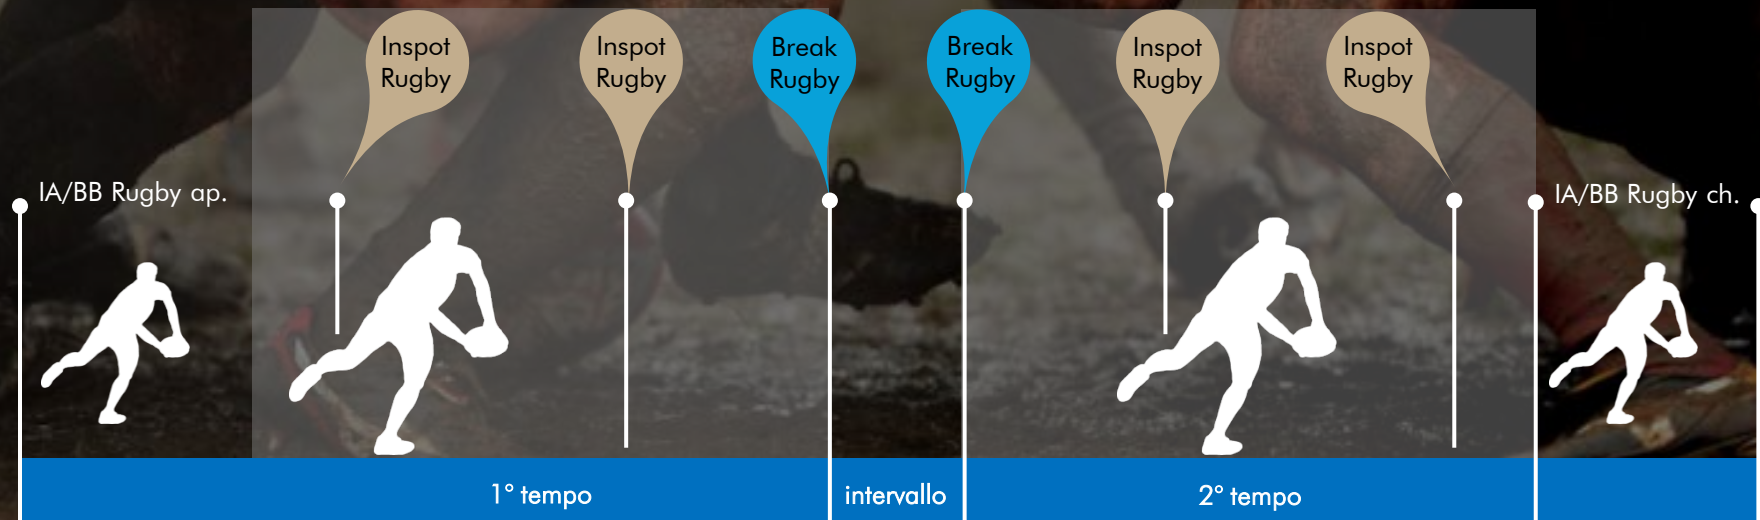 Inspot
Rugby
Inspot
Rugby
Break
Rugby
Break
Rugby
Inspot
Rugby
Inspot
Rugby
IA/BB Rugby ap.
IA/BB Rugby ch.
1° tempo
intervallo
2° tempo